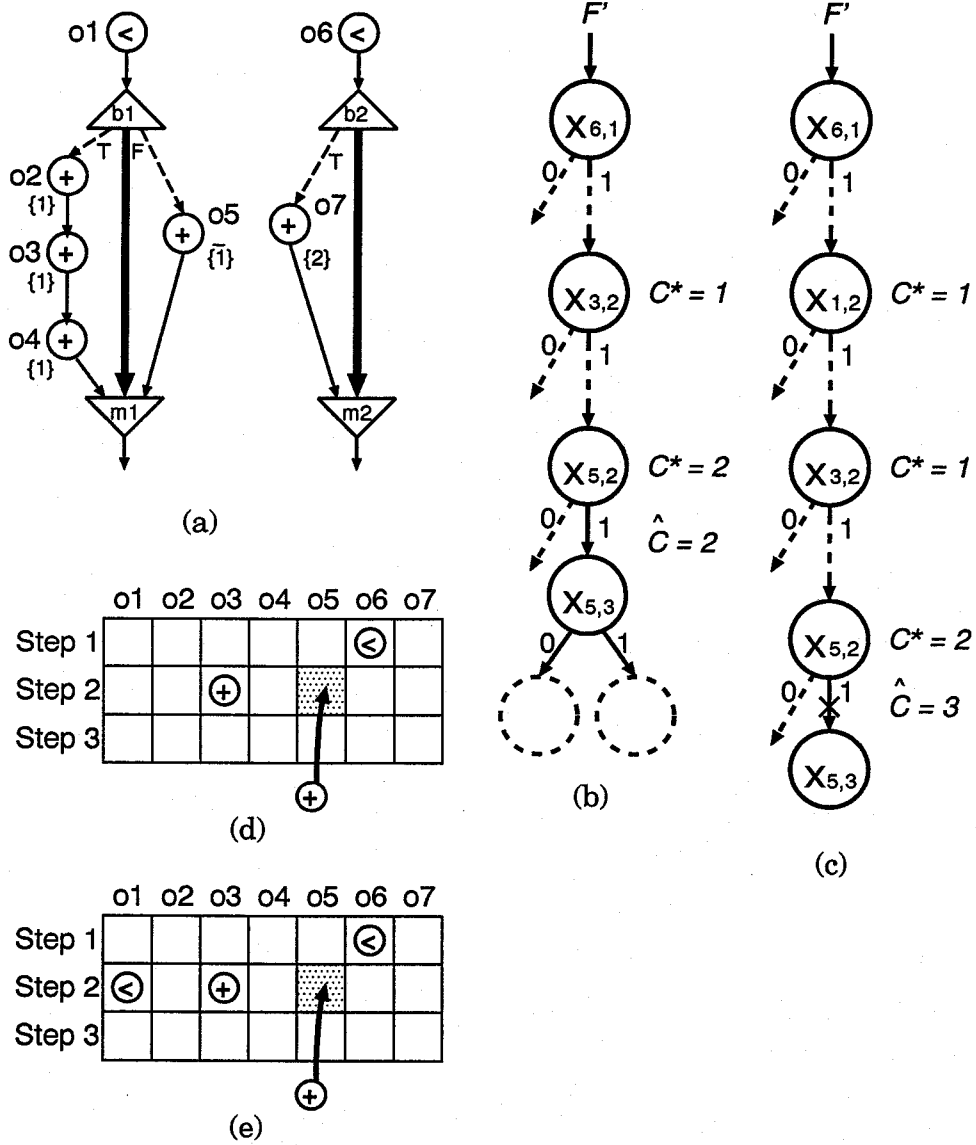 o1 < o6 <
b1 b2
T F T
o2 + o5 o7
{1} + +
o3 + {1̄} {2}
{1}
o4 +
{1}
m1 m2
(a)
F'
X6,1
0 1
X3,2 C* = 1
0 1
X5,2 C* = 2
0 1 Ĉ = 2
X5,3
0 1
(b)
F'
X6,1
0 1
X1,2 C* = 1
0 1
X3,2 C* = 1
0 1
X5,2 C* = 2
0 1 Ĉ = 3
X5,3
(c)
o1 o2 o3 o4 o5 o6 o7
Step 1 <
Step 2 +
Step 3
+
(d)
o1 o2 o3 o4 o5 o6 o7
Step 1 <
Step 2 < +
Step 3
+
(e)